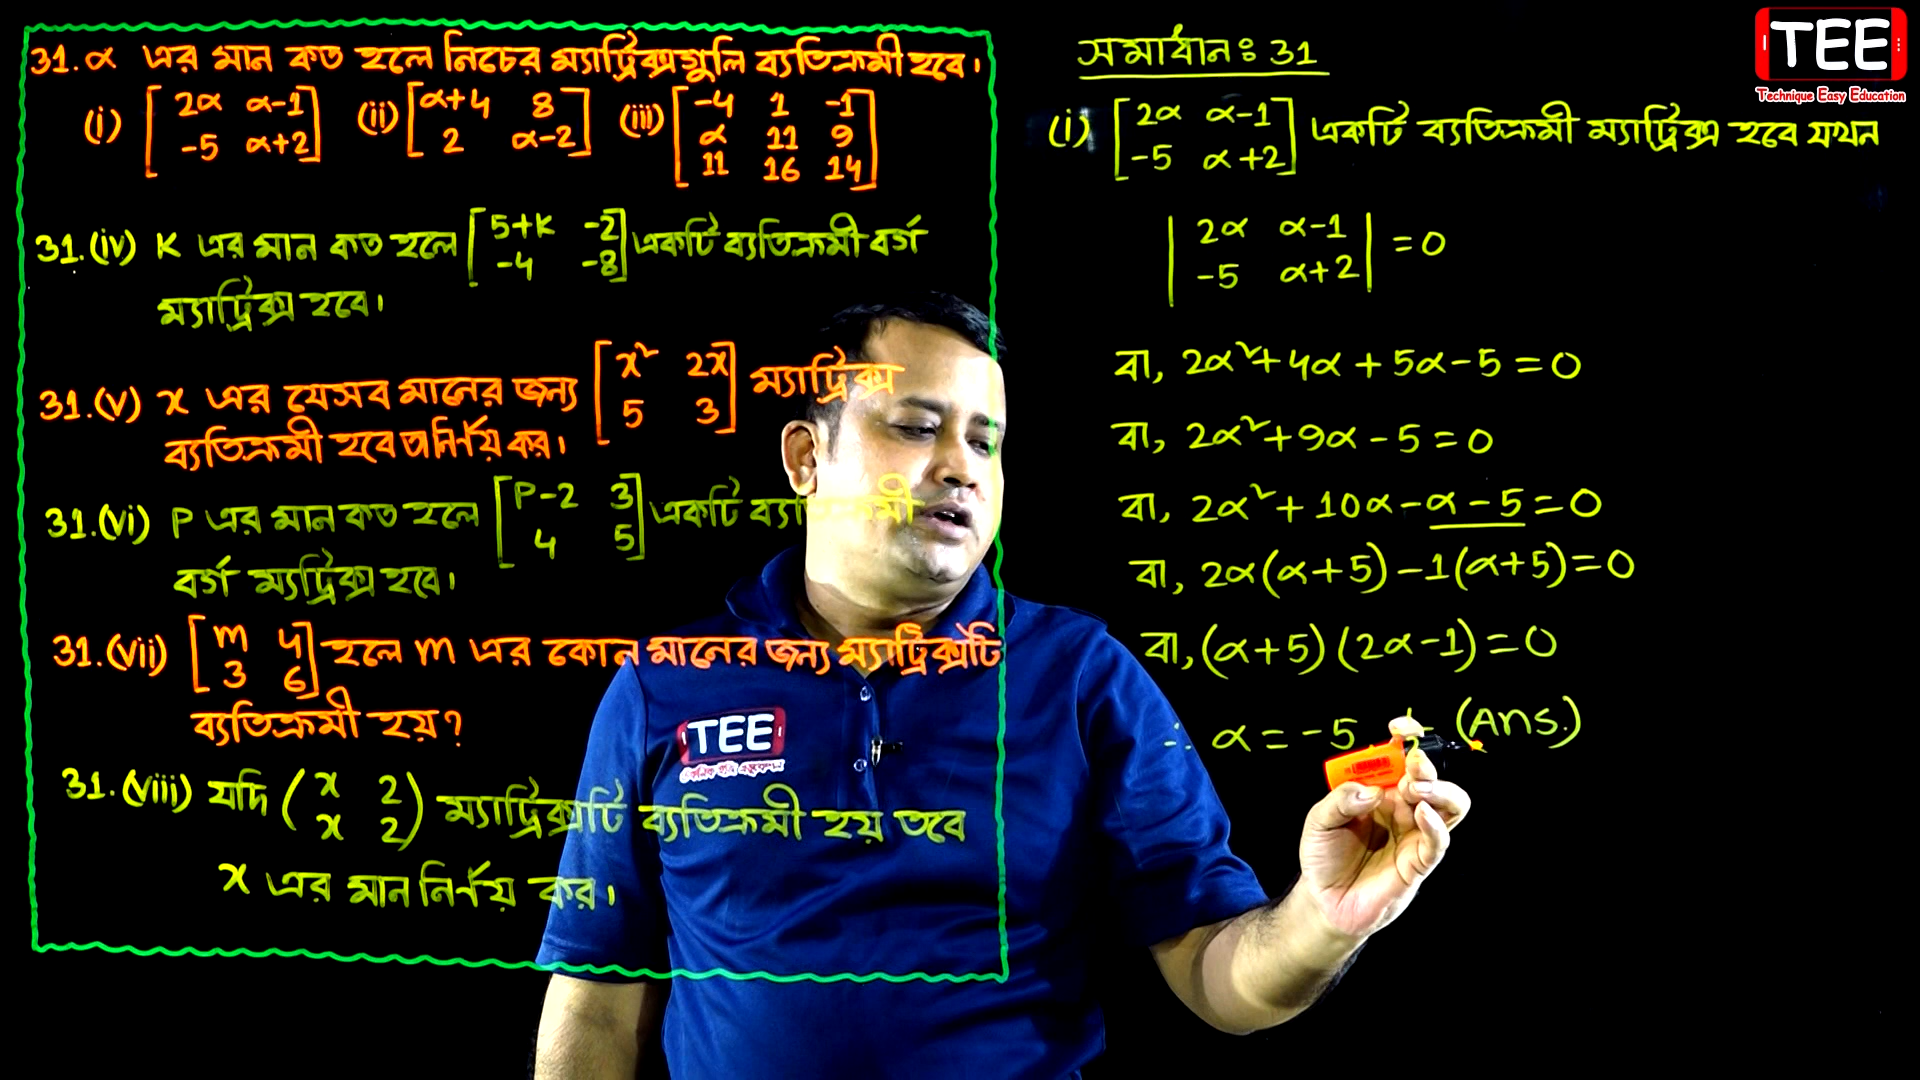 31. α এর মান কত হলে নিচের ম্যাট্রিক্সগুলি ব্যতিক্রমী হবে।
(i) [2α α-1; -5 α+2] (ii) [α+4 8; 2 α-2] (iii) [-4 1 -1; α 11 9; 11 16 14]
31.(iv) K এর মান কত হলে [5+K -2; -4 -8] একটি ব্যতিক্রমী বর্গ
ম্যাট্রিক্স হবে।
31.(v) x এর যেসব মানের জন্য [x² 2x; 5 3] ম্যাট্রিক্স
ব্যতিক্রমী হবে তা নির্ণয় কর।
31.(vi) P এর মান কত হলে [P-2 3; 4 5] একটি ব্যতিক্রমী
বর্গ ম্যট্রিক্স হবে।
31.(vii) [m 4; 3 6] হলে m এর কোন মানের জন্য ম্যাট্রিক্সটি
ব্যতিক্রমী হয়?
31.(viii) যদি (x 2; x 2) ম্যাট্রিক্সটি ব্যতিক্রমী হয় তবে
x এর মান নির্ণয় কর।
সমাধানঃ 31
(i) [2α α-1; -5 α+2] একটি ব্যতিক্রমী ম্যাট্রিক্স হবে যখন
|2α α-1; -5 α+2| = 0
বা, 2α²+4α+5α-5=0
বা, 2α²+9α-5=0
বা, 2α²+10α-α-5=0
বা, 2α(α+5)-1(α+5)=0
বা, (α+5)(2α-1)=0
∴ α=-5 (Ans.)
TEE
Technique Easy Education
TEE